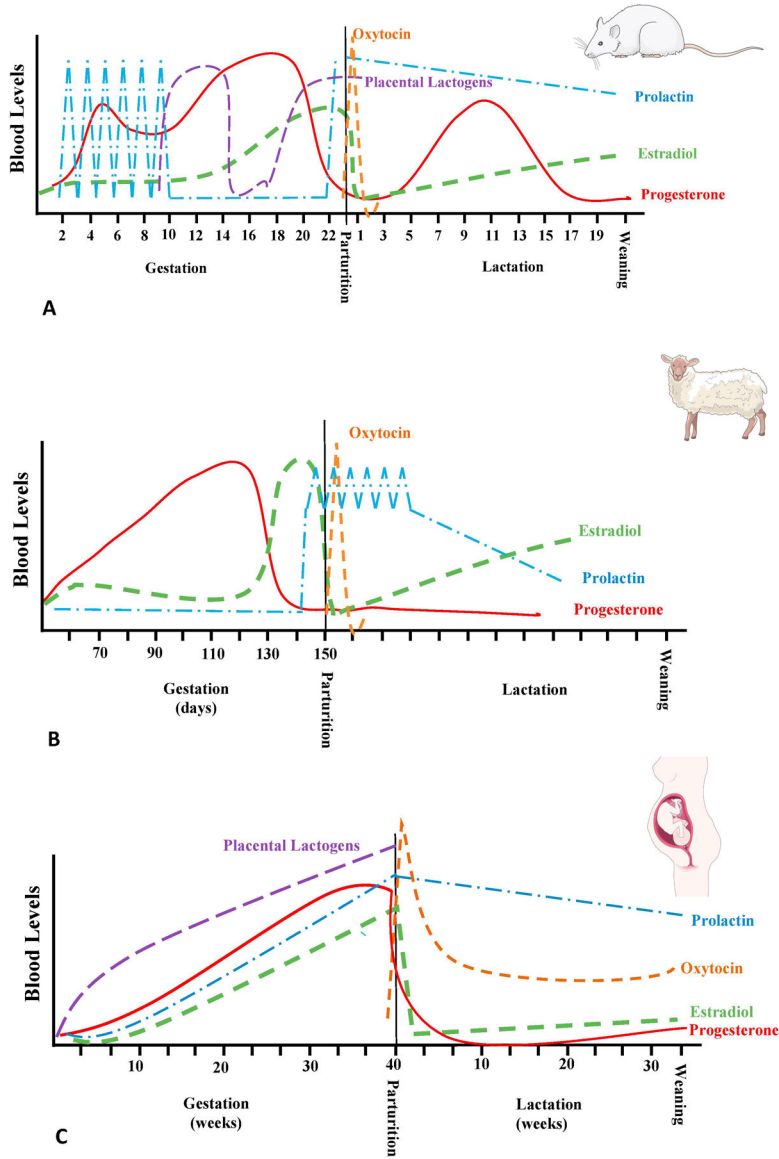 Oxytocin
Placental Lactogens
Prolactin
Estradiol
Progesterone
Blood Levels
2 4 6 8 10 12 14 16 18 20 22 1 3 5 7 9 11 13 15 17 19
Gestation
Parturition
Lactation
Weaning
A
Oxytocin
Estradiol
Prolactin
Progesterone
Blood Levels
70 90 110 130 150
Gestation
(days)
Parturition
Lactation
Weaning
B
Placental Lactogens
Prolactin
Oxytocin
Estradiol
Progesterone
Blood Levels
10 20 30 40 10 20 30
Gestation
(weeks)
Parturition
Lactation
(weeks)
Weaning
C